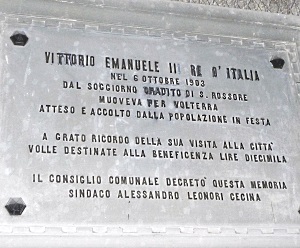 VITTORIO EMANUELE III RE D'ITALIA
NEL 6 OTTOBRE 1903
DAL SOGGIORNO GRADITO DI S. ROSSORE
MUOVEVA PER VOLTERRA
ATTESO E ACCOLTO DALLA POPOLAZIONE IN FESTA
A GRATO RICORDO DELLA SUA VISITA ALLA CITTÀ
VOLLE DESTINATE ALLA BENEFICENZA LIRE DIECIMILA
IL CONSIGLIO COMUNALE DECRETÒ QUESTA MEMORIA
SINDACO ALESSANDRO LEONORI CECINA